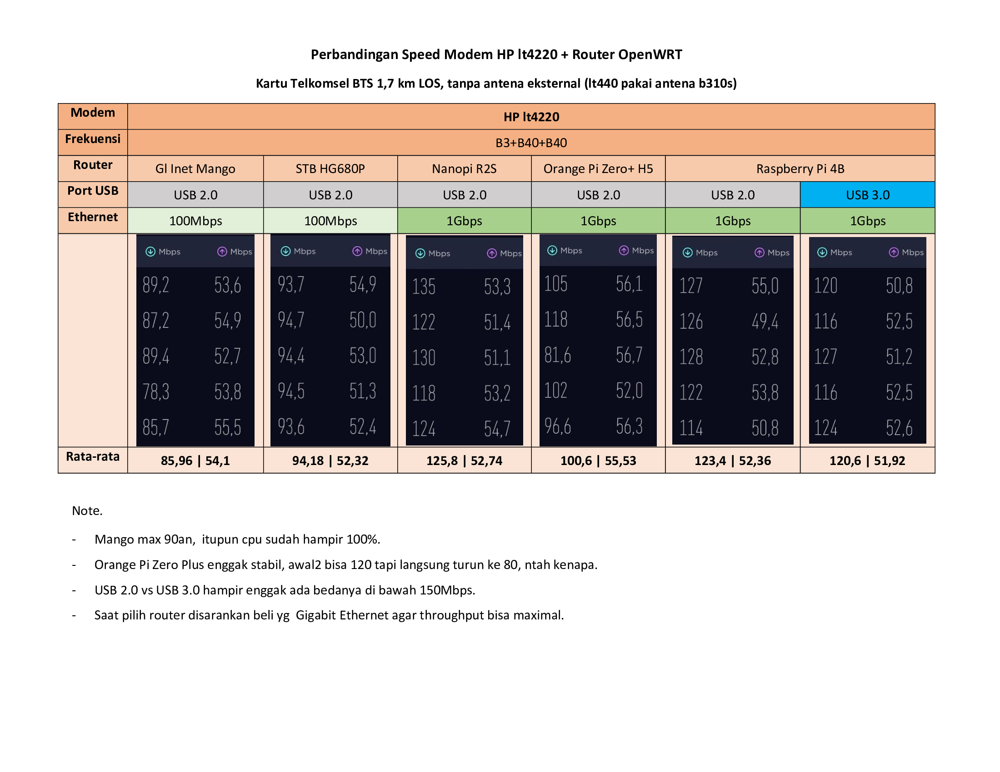 Perbandingan Speed Modem HP lt4220 + Router OpenWRT
Kartu Telkomsel BTS 1,7 km LOS, tanpa antena eksternal (lt440 pakai antena b310s)
Modem HP lt4220
Frekuensi B3+B40+B40
Router Gl Inet Mango STB HG680P Nanopi R2S Orange Pi Zero+ H5 Raspberry Pi 4B
Port USB USB 2.0 USB 2.0 USB 2.0 USB 2.0 USB 2.0 USB 3.0
Ethernet 100Mbps 100Mbps 1Gbps 1Gbps 1Gbps 1Gbps
Mbps Mbps Mbps Mbps Mbps Mbps Mbps Mbps Mbps Mbps Mbps Mbps
89,2 53,6 93,7 54,9 135 53,3 105 56,1 127 55,0 120 50,8
87,2 54,9 94,7 50,0 122 51,4 118 56,5 126 49,4 116 52,5
89,4 52,7 94,4 53,0 130 51,1 81,6 56,7 128 52,8 127 51,2
78,3 53,8 94,5 51,3 118 53,2 102 52,0 122 53,8 116 52,5
85,7 55,5 93,6 52,4 124 54,7 96,6 56,3 114 50,8 124 52,6
Rata-rata 85,96 | 54,1 94,18 | 52,32 125,8 | 52,74 100,6 | 55,53 123,4 | 52,36 120,6 | 51,92
Note.
- Mango max 90an, itupun cpu sudah hampir 100%.
- Orange Pi Zero Plus enggak stabil, awal2 bisa 120 tapi langsung turun ke 80, ntah kenapa.
- USB 2.0 vs USB 3.0 hampir enggak ada bedanya di bawah 150Mbps.
- Saat pilih router disarankan beli yg Gigabit Ethernet agar throughput bisa maximal.